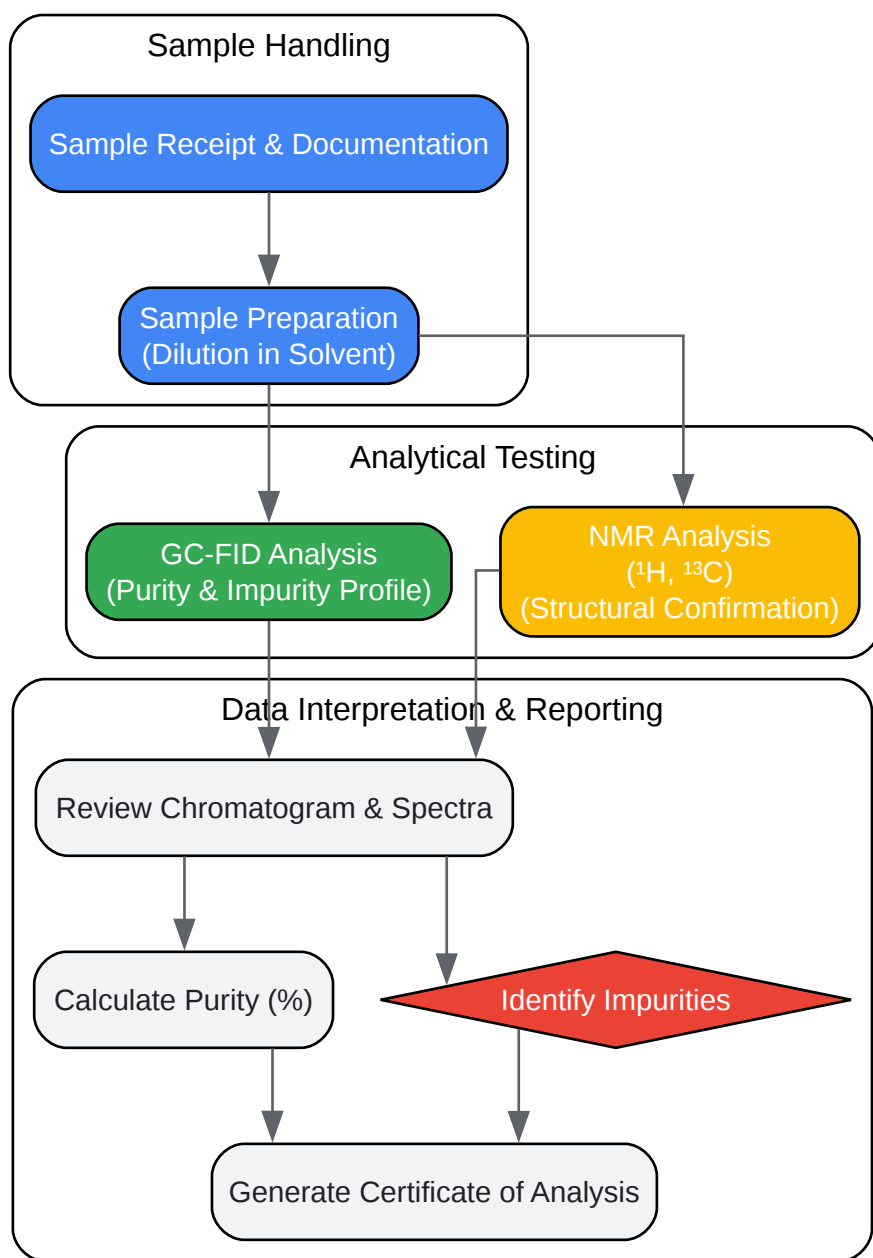 Sample Handling
Sample Receipt & Documentation
Sample Preparation
(Dilution in Solvent)
Analytical Testing
GC-FID Analysis
(Purity & Impurity Profile)
NMR Analysis
(¹H, ¹³C)
(Structural Confirmation)
Data Interpretation & Reporting
Review Chromatogram & Spectra
Calculate Purity (%)
Identify Impurities
Generate Certificate of Analysis